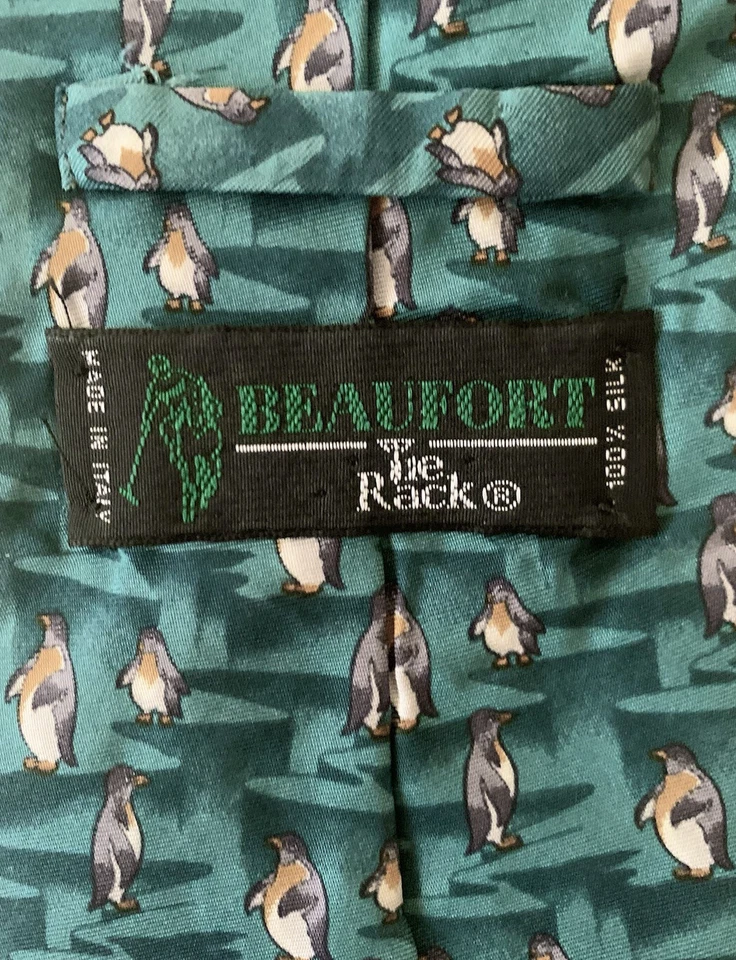 MADE IN ITALY
BEAUFORT
Tie
Rack®
100% SILK